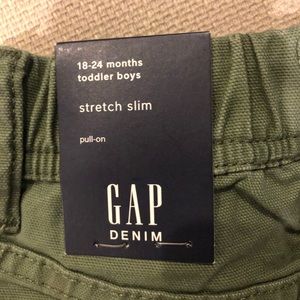 18-24 months
toddler boys
stretch slim
pull-on
GAP
DENIM